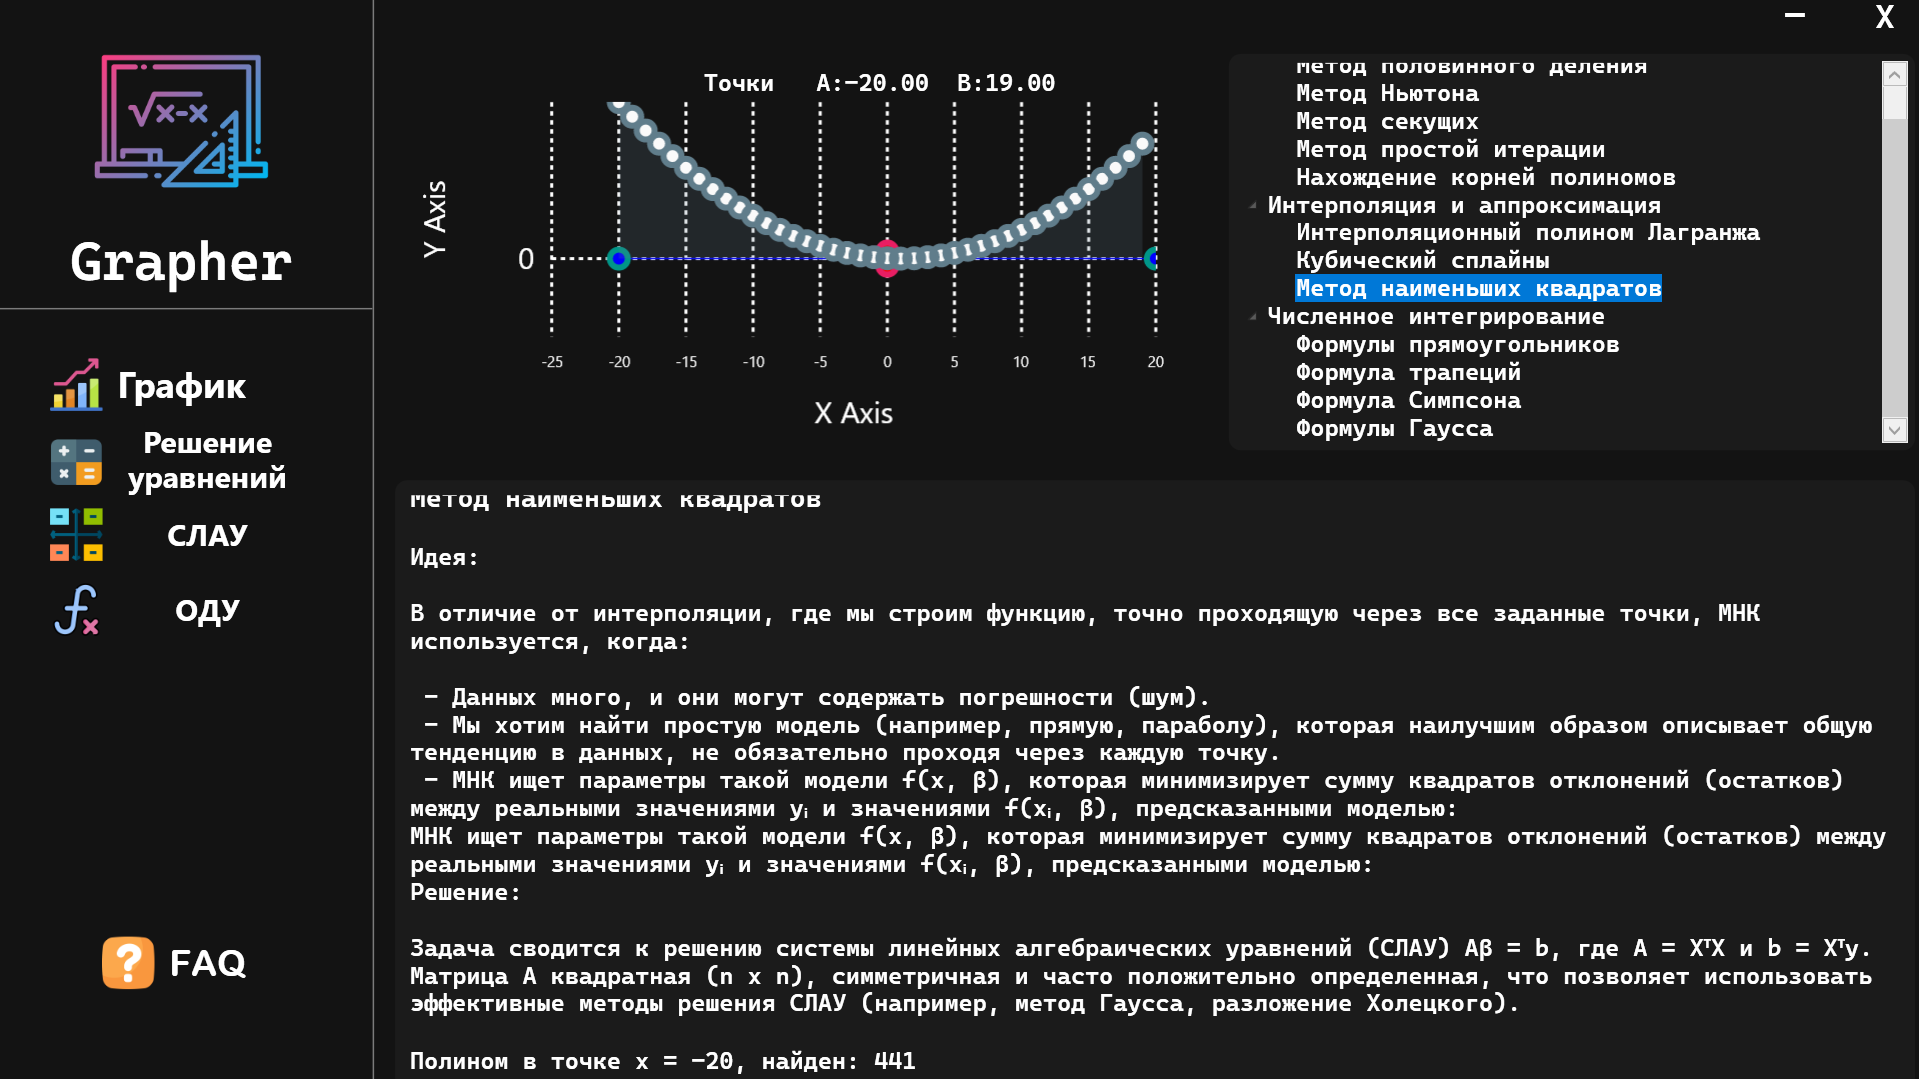 — X
Grapher
График
Решение
уравнений
СЛАУ
ОДУ
FAQ
Точки A:-20.00 B:19.00
Y Axis
0
-25 -20 -15 -10 -5 0 5 10 15 20
X Axis
Метод половинного деления
Метод Ньютона
Метод секущих
Метод простой итерации
Нахождение корней полиномов
Интерполяция и аппроксимация
Интерполяционный полином Лагранжа
Кубический сплайны
Метод наименьших квадратов
Численное интегрирование
Формулы прямоугольников
Формула трапеций
Формула Симпсона
Формулы Гаусса
Метод наименьших квадратов
Идея:
В отличие от интерполяции, где мы строим функцию, точно проходящую через все заданные точки, МНК
используется, когда:
- Данных много, и они могут содержать погрешности (шум).
- Мы хотим найти простую модель (например, прямую, параболу), которая наилучшим образом описывает общую
тенденцию в данных, не обязательно проходя через каждую точку.
- МНК ищет параметры такой модели f(x, β), которая минимизирует сумму квадратов отклонений (остатков)
между реальными значениями yᵢ и значениями f(xᵢ, β), предсказанными моделью:
МНК ищет параметры такой модели f(x, β), которая минимизирует сумму квадратов отклонений (остатков) между
реальными значениями yᵢ и значениями f(xᵢ, β), предсказанными моделью:
Решение:
Задача сводится к решению системы линейных алгебраических уравнений (СЛАУ) Aβ = b, где A = XᵀX и b = Xᵀy.
Матрица A квадратная (n x n), симметричная и часто положительно определенная, что позволяет использовать
эффективные методы решения СЛАУ (например, метод Гаусса, разложение Холецкого).
Полином в точке x = -20, найден: 441